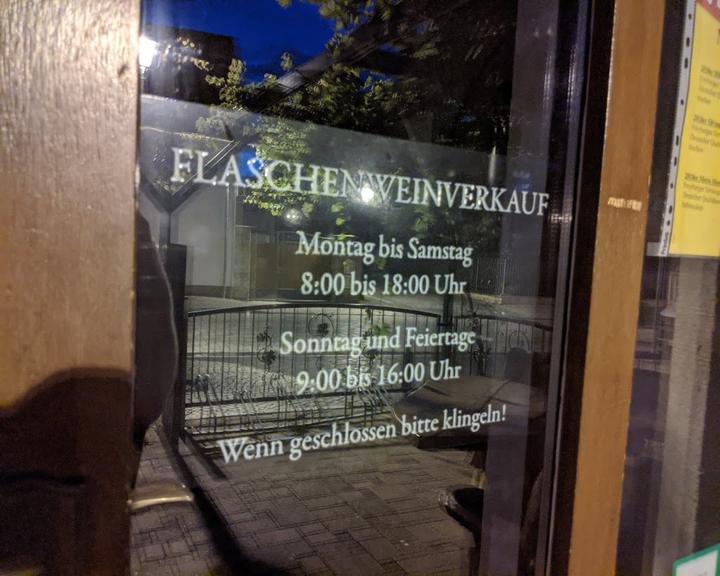 FLASCHENWEINVERKAUF
Montag bis Samstag
8:00 bis 18:00 Uhr
Sonntag und Feiertage
9:00 bis 16:00 Uhr
Wenn geschlossen bitte klingeln!